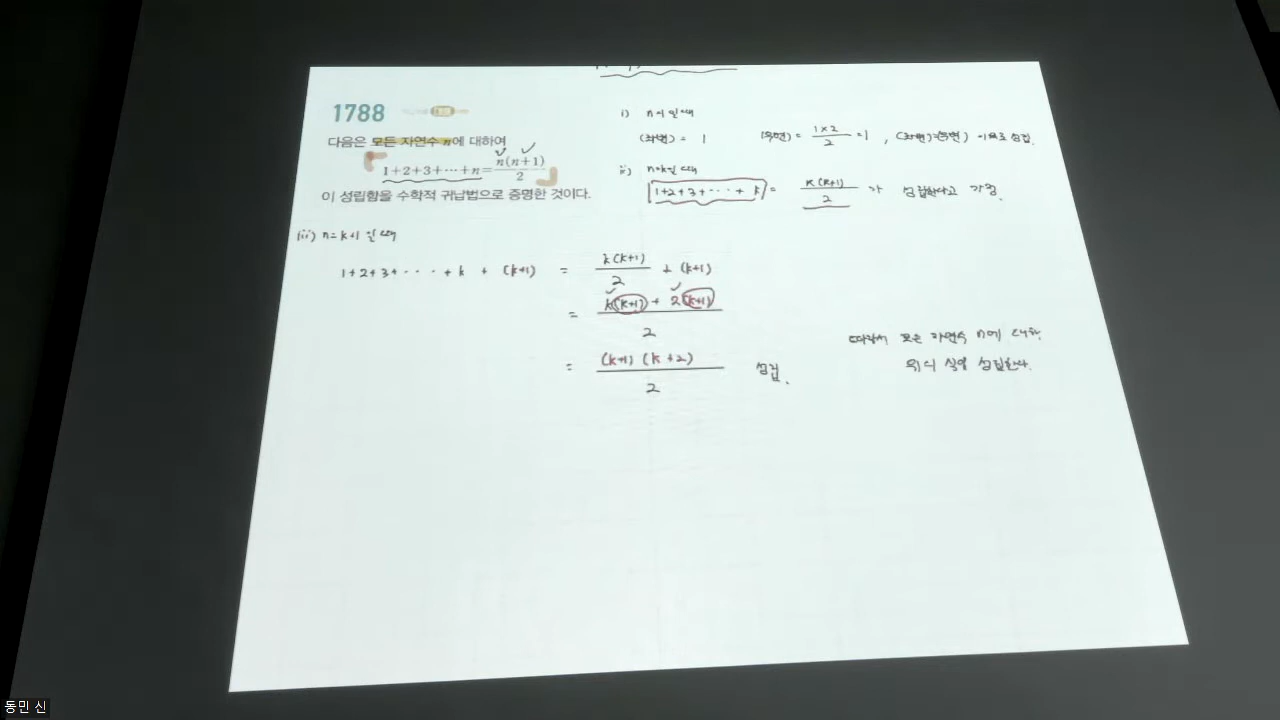 1788
다음은 모든 자연수 n에 대하여
1+2+3+⋯+n=n(n+1)/2
이 성립함을 수학적 귀납법으로 증명한 것이다.
i) n=1일때
(좌변) = 1 (우변) = 1×2/2 =1 , (좌변)=(우변) 이므로 성립.
ii) n=k일때
1+2+3+⋯+k = k(k+1)/2 가 성립한다고 가정.
iii) n=k+1 일때
1+2+3+⋯+k + (k+1) = k(k+1)/2 + (k+1)
= k(k+1) + 2(k+1)/2
= (k+1)(k+2)/2 성립.
따라서 모든 자연수 n에 대해
위의 식이 성립한다.
동민 신